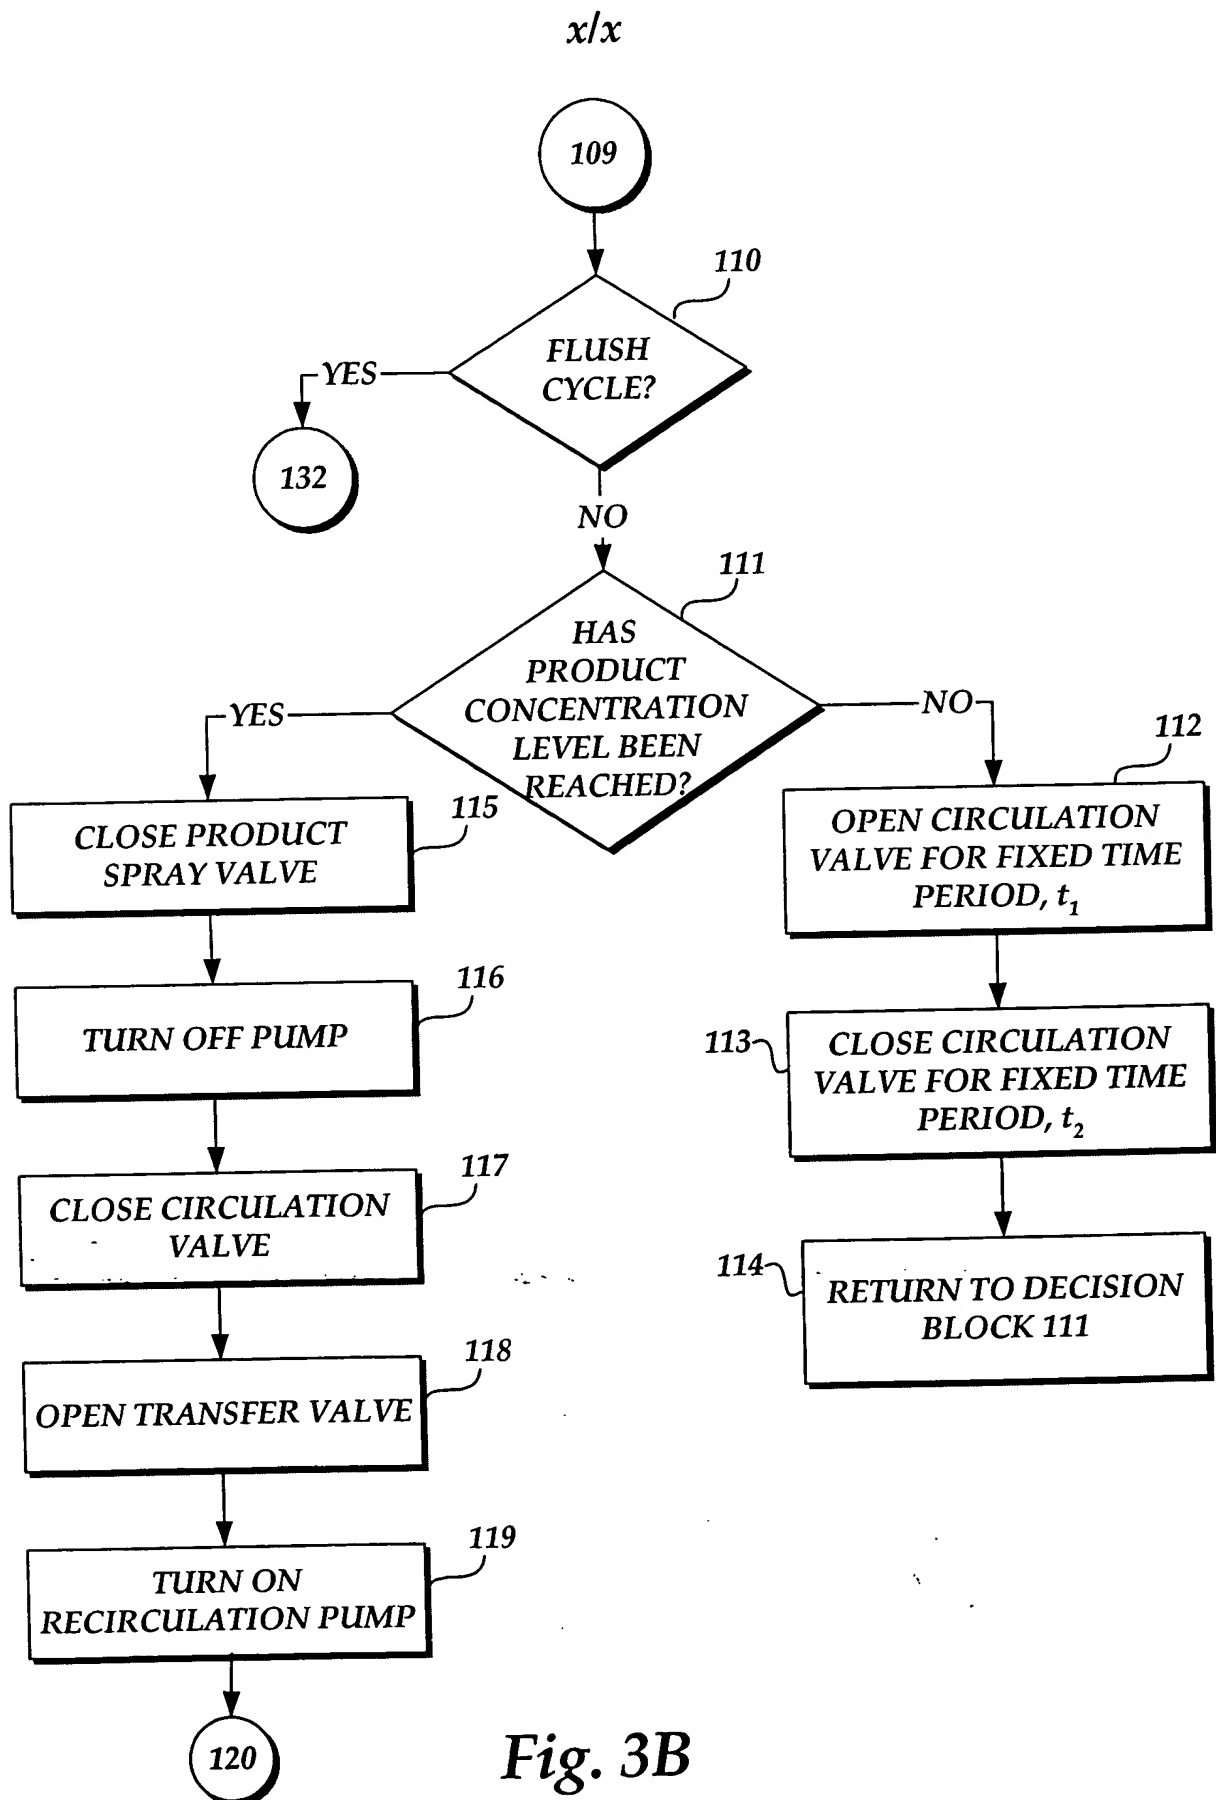 x/x
109
110
FLUSH
CYCLE?
YES
132
NO
111
HAS
PRODUCT
CONCENTRATION
LEVEL BEEN
REACHED?
YES
NO
115
CLOSE PRODUCT
SPRAY VALVE
116
TURN OFF PUMP
117
CLOSE CIRCULATION
VALVE
118
OPEN TRANSFER VALVE
119
TURN ON
RECIRCULATION PUMP
120
112
OPEN CIRCULATION
VALVE FOR FIXED TIME
PERIOD, t₁
113
CLOSE CIRCULATION
VALVE FOR FIXED TIME
PERIOD, t₂
114
RETURN TO DECISION
BLOCK 111
Fig. 3B